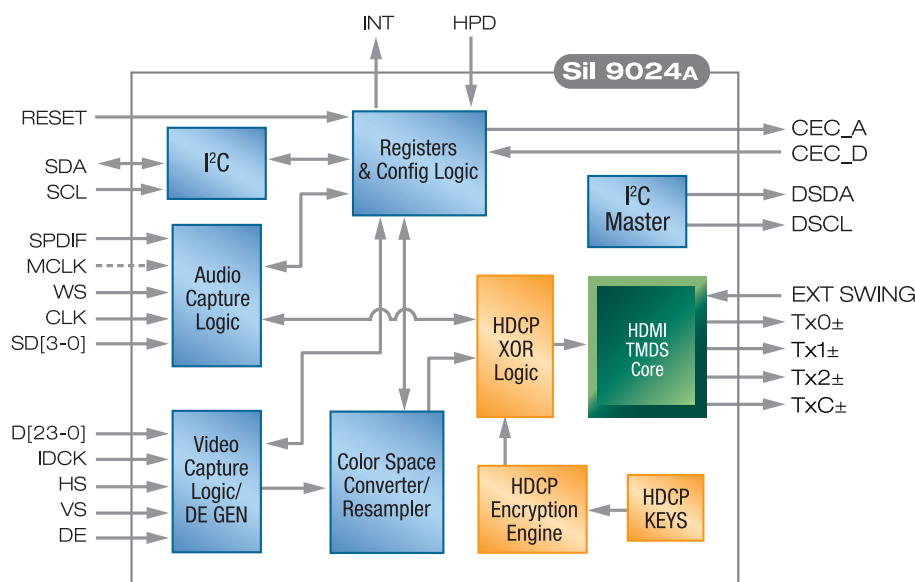 INT
HPD
SiI 9024A
RESET
SDA
SCL
I²C
Registers
& Config Logic
CEC_A
CEC_D
I²C
Master
DSDA
DSCL
SPDIF
MCLK
WS
CLK
SD[3-0]
Audio
Capture
Logic
HDCP
XOR
Logic
HDMI
TMDS
Core
EXT SWING
Tx0±
Tx1±
Tx2±
TxC±
D[23-0]
IDCK
HS
VS
DE
Video
Capture
Logic/
DE GEN
Color Space
Converter/
Resampler
HDCP
Encryption
Engine
HDCP
KEYS